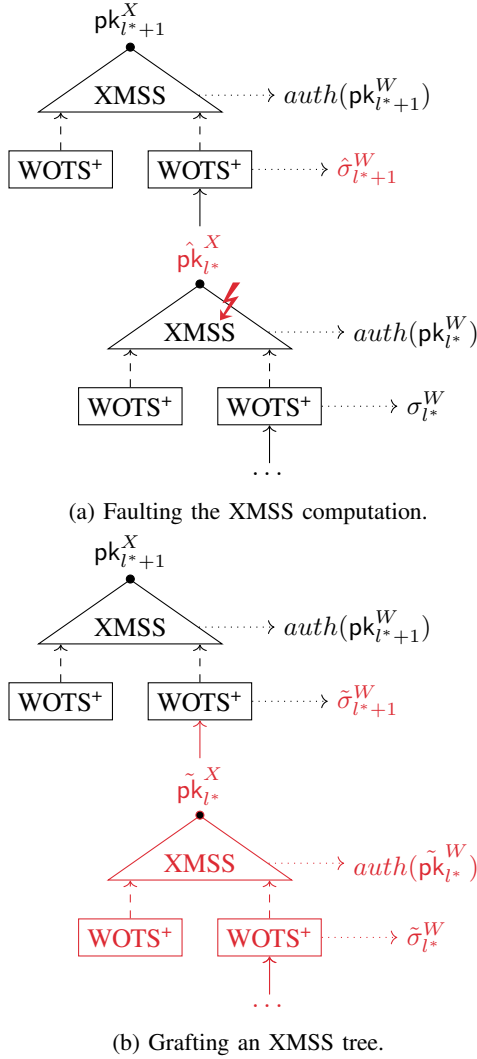 pk^X_{l*+1}
XMSS auth(pk^W_{l*+1})
WOTS⁺ WOTS⁺ σ̂^W_{l*+1}
p̂k^X_{l*}
XMSS auth(pk^W_{l*})
WOTS⁺ WOTS⁺ σ^W_{l*}
...
(a) Faulting the XMSS computation.
pk^X_{l*+1}
XMSS auth(pk^W_{l*+1})
WOTS⁺ WOTS⁺ σ̃^W_{l*+1}
p̃k^X_{l*}
XMSS auth(p̃k^W_{l*})
WOTS⁺ WOTS⁺ σ̃^W_{l*}
...
(b) Grafting an XMSS tree.